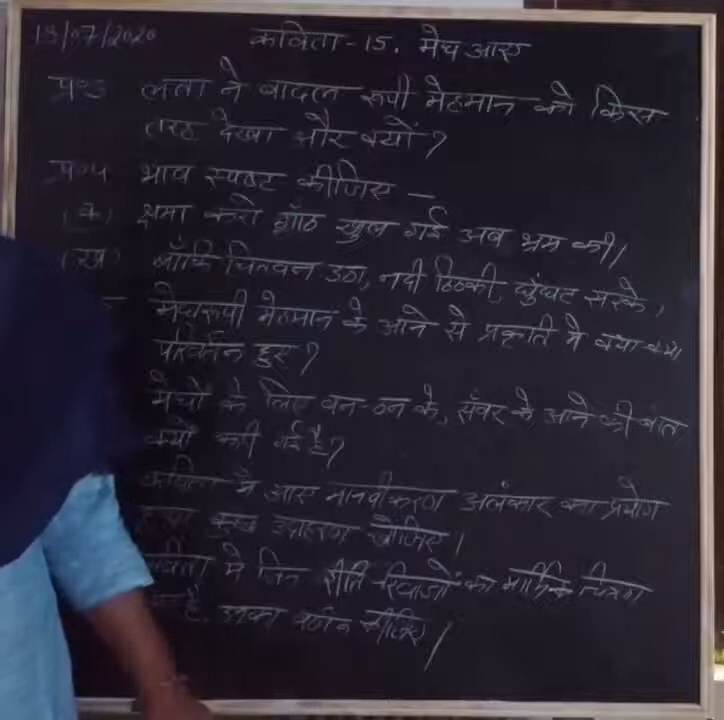 13/07/2020 कविता - 15. मेघ आए
प्र०3 लता ने बादल रूपी मेहमान को किस
तरह देखा और क्यों ?
प्र०4 भाव स्पष्ट कीजिए -
(क) क्षमा करो गाँठ खुल गई अब भ्रम की।
(ख) बाँकि चितवन उठा, नदी ठिठकी, घुंघट सरके,
मेघरूपी मेहमान के आने से प्रकृति मे क्या-क्या
परिवर्तन हुए ?
मेघों के लिए बन-ठन के, सँवर के आने की बात
क्यों कही गई है ?
कविता में आए मानवीकरण अलंकार का प्रयोग
उदाहरण खोजिए।
कविता मे जिन रीति रिवाजों का मार्मिक चित्रण
है. उनका वर्णन कीजिए।